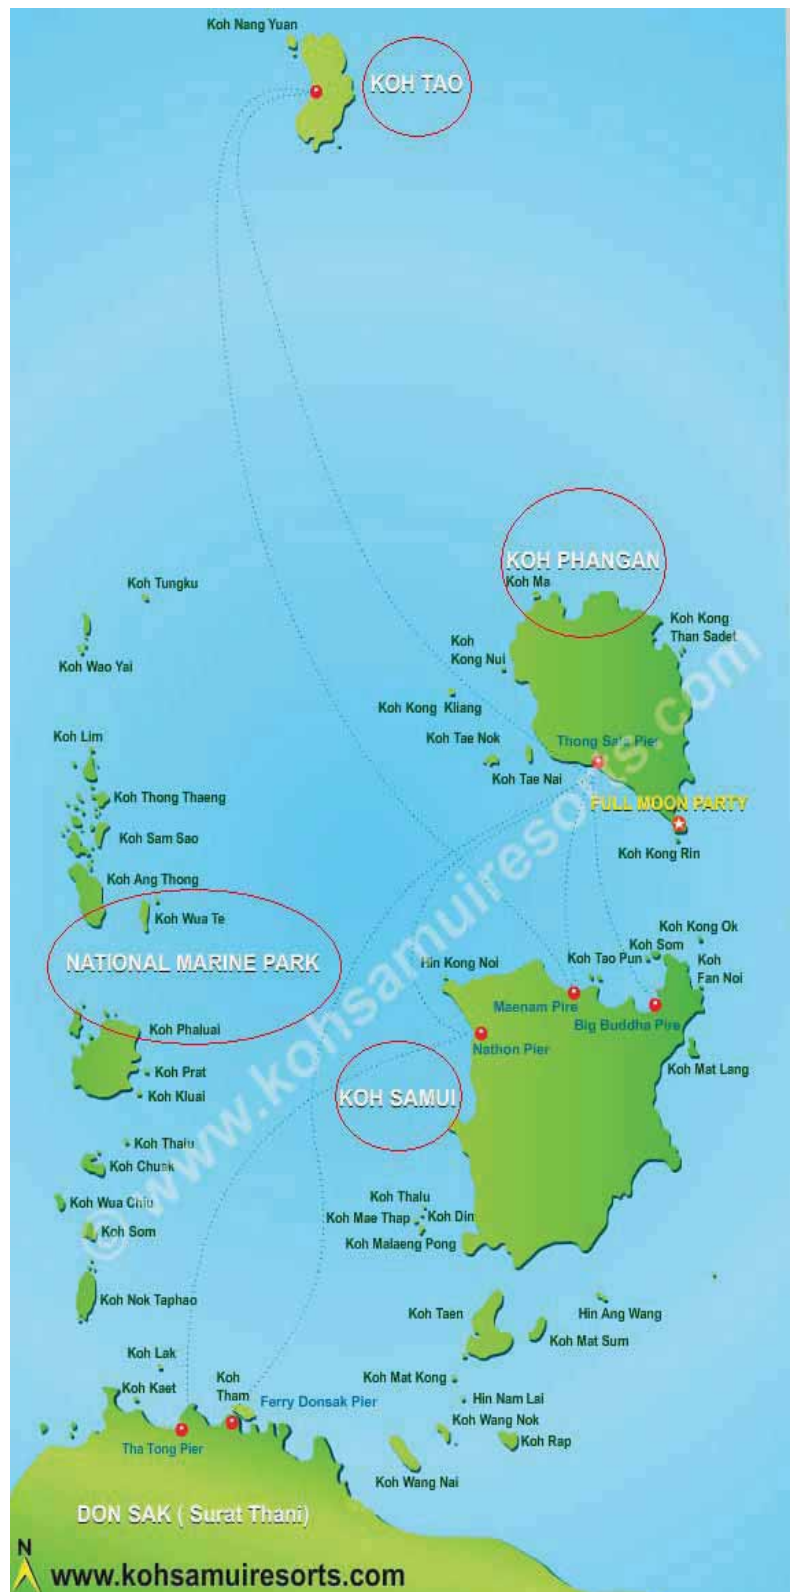 Koh Nang Yuan
KOH TAO
KOH PHANGAN
Koh Ma
Koh Tungku
Koh Kong
Than Sadet
Koh
Kong Nui
Koh Wao Yai
Koh Kong Kliang
Koh Lim
Koh Tae Nok
Thong Sala Pier
Koh Tae Nai
Koh Thong Thaeng
FULL MOON PARTY
Koh Sam Sao
Koh Kong Rin
Koh Ang Thong
Koh Wua Te
Koh Kong Ok
Koh Som
NATIONAL MARINE PARK
Hin Kong Noi
Koh Tao Pun
Koh
Fan Noi
Maenam Pire
Big Buddha Pire
Koh Phaluai
Nathon Pier
Koh Prat
Koh Mat Lang
Koh Kluai
KOH SAMUI
Koh Thalu
Koh Chuak
Koh Wua Chiu
Koh Thalu
Koh Mae Thap
Koh Din
Koh Som
Koh Malaeng Pong
Koh Nok Taphao
Koh Taen
Hin Ang Wang
Koh Mat Sum
Koh Lak
Koh Kaet
Koh
Tham
Koh Mat Kong
Ferry Donsak Pier
Hin Nam Lai
Koh Wang Nok
Tha Tong Pier
Koh Rap
Koh Wang Nai
DON SAK ( Surat Thani)
N
www.kohsamuiresorts.com
© www.kohsamuiresorts.com